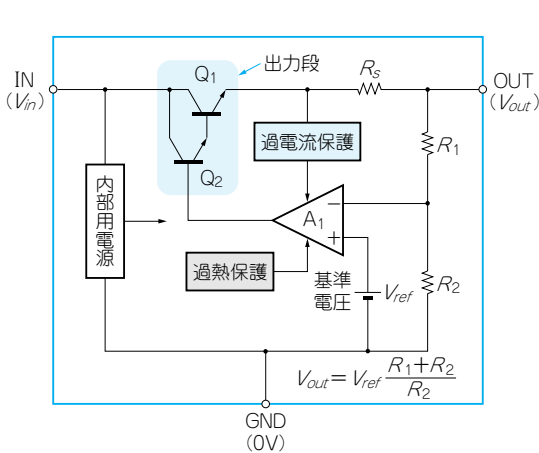 IN
(Vin)
Q1
出力段
Rs
OUT
(Vout)
過電流保護
R1
Q2
内部用電源
A1
−
+
過熱保護
基準
電圧
Vref
R2
Vout = Vref (R1+R2)/R2
GND
(0V)